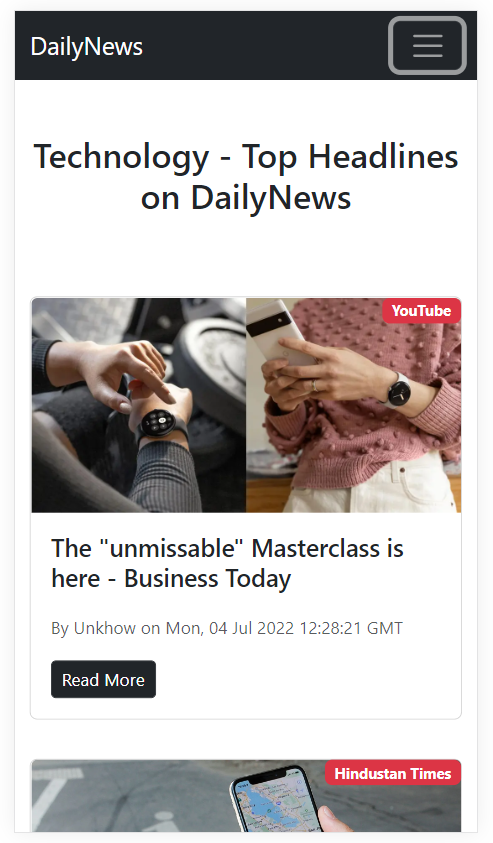 DailyNews
Technology - Top Headlines
on DailyNews
YouTube
The "unmissable" Masterclass is
here - Business Today
By Unkhow on Mon, 04 Jul 2022 12:28:21 GMT
Read More
Hindustan Times